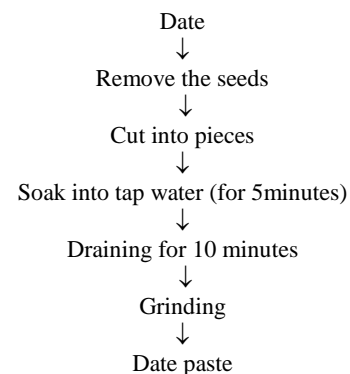 Date
↓
Remove the seeds
↓
Cut into pieces
↓
Soak into tap water (for 5minutes)
↓
Draining for 10 minutes
↓
Grinding
↓
Date paste